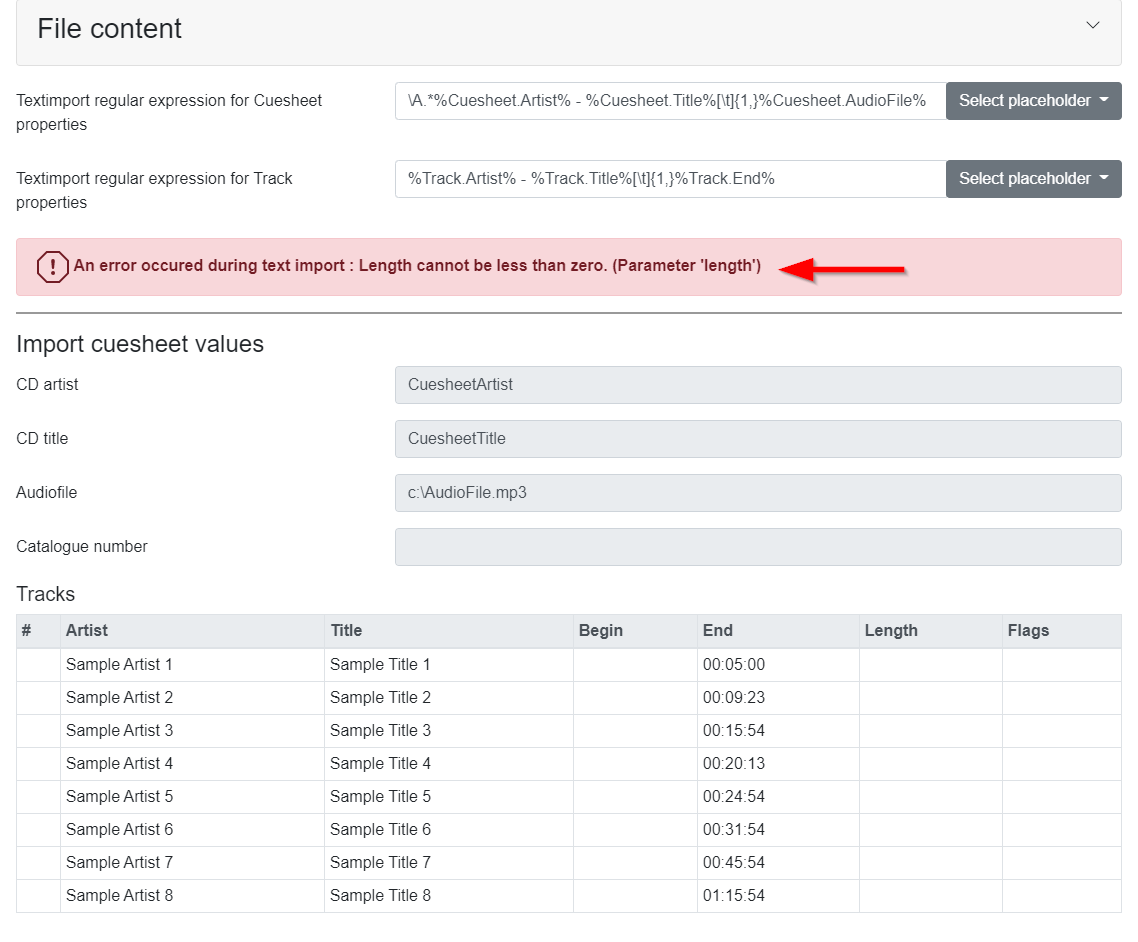 File content
Textimport regular expression for Cuesheet
properties
\A.*%Cuesheet.Artist% - %Cuesheet.Title%[\t]{1,}%Cuesheet.AudioFile%
Select placeholder
Textimport regular expression for Track
properties
%Track.Artist% - %Track.Title%[\t]{1,}%Track.End%
Select placeholder
An error occured during text import : Length cannot be less than zero. (Parameter 'length')
Import cuesheet values
CD artist
CuesheetArtist
CD title
CuesheetTitle
Audiofile
c:\AudioFile.mp3
Catalogue number
Tracks
# Artist Title Begin End Length Flags
Sample Artist 1 Sample Title 1 00:05:00
Sample Artist 2 Sample Title 2 00:09:23
Sample Artist 3 Sample Title 3 00:15:54
Sample Artist 4 Sample Title 4 00:20:13
Sample Artist 5 Sample Title 5 00:24:54
Sample Artist 6 Sample Title 6 00:31:54
Sample Artist 7 Sample Title 7 00:45:54
Sample Artist 8 Sample Title 8 01:15:54